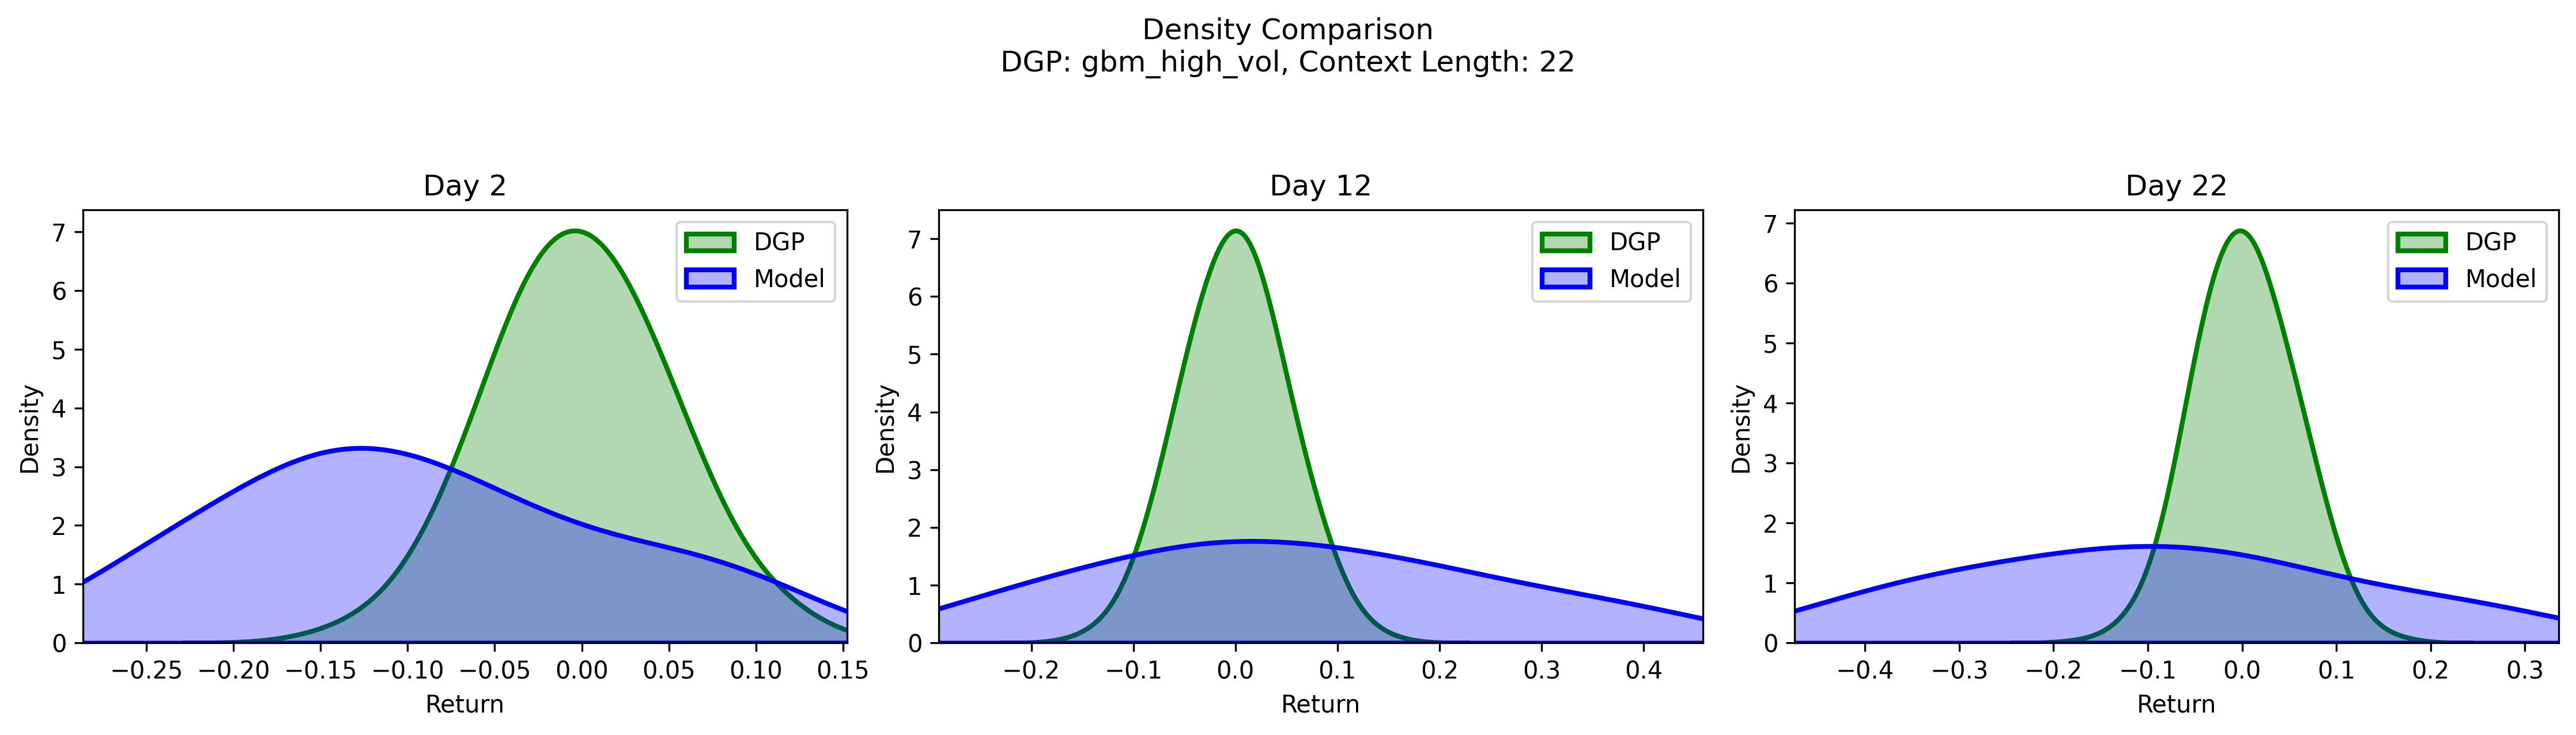 Density Comparison
DGP: gbm_high_vol, Context Length: 22
Day 2
7
6
5
4
3
2
1
0
Density
DGP
Model
−0.25 −0.20 −0.15 −0.10 −0.05 0.00 0.05 0.10 0.15
Return
Day 12
7
6
5
4
3
2
1
0
Density
DGP
Model
−0.2 −0.1 0.0 0.1 0.2 0.3 0.4
Return
Day 22
7
6
5
4
3
2
1
0
Density
DGP
Model
−0.4 −0.3 −0.2 −0.1 0.0 0.1 0.2 0.3
Return